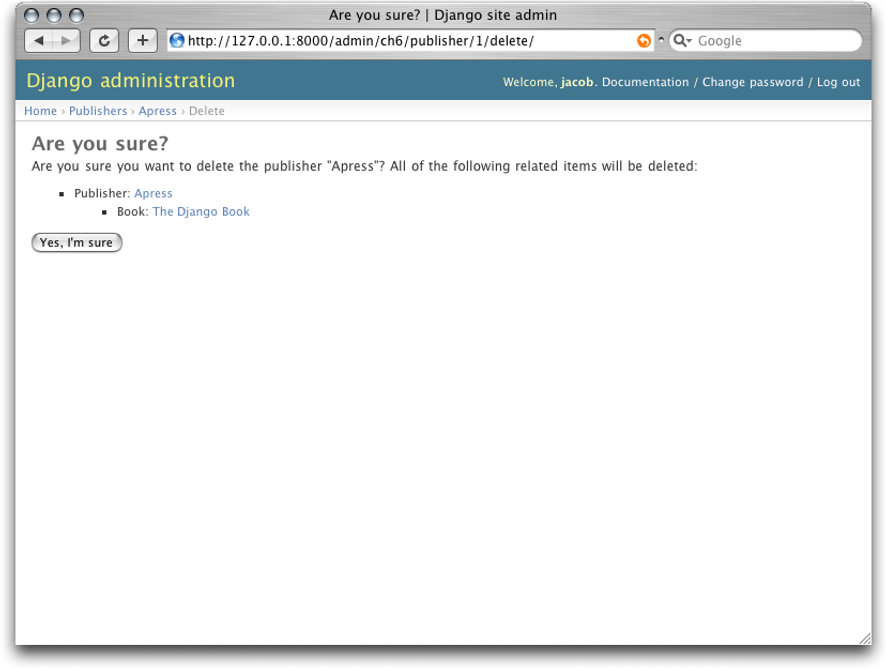 Are you sure? | Django site admin
http://127.0.0.1:8000/admin/ch6/publisher/1/delete/
Google
Django administration
Welcome, jacob. Documentation / Change password / Log out
Home › Publishers › Apress › Delete
Are you sure?
Are you sure you want to delete the publisher "Apress"? All of the following related items will be deleted:
Publisher: Apress
Book: The Django Book
Yes, I'm sure